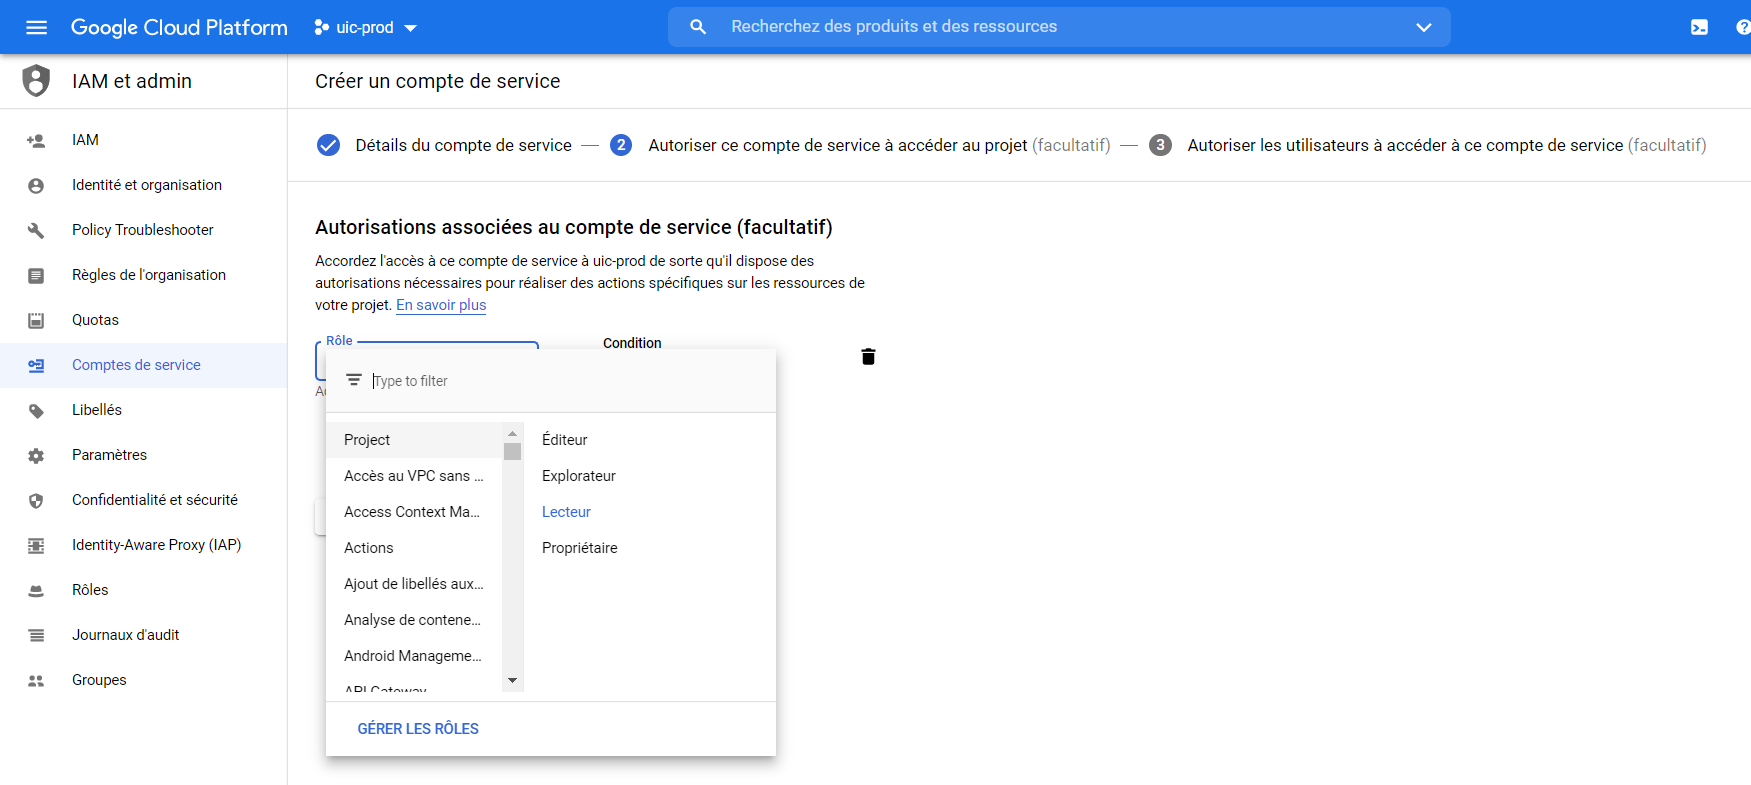 Google Cloud Platform
uic-prod
Recherchez des produits et des ressources
IAM et admin
Créer un compte de service
IAM
Identité et organisation
Policy Troubleshooter
Règles de l'organisation
Quotas
Comptes de service
Libellés
Paramètres
Confidentialité et sécurité
Identity-Aware Proxy (IAP)
Rôles
Journaux d'audit
Groupes
Détails du compte de service
2 Autoriser ce compte de service à accéder au projet (facultatif)
3 Autoriser les utilisateurs à accéder à ce compte de service (facultatif)
Autorisations associées au compte de service (facultatif)
Accordez l'accès à ce compte de service à uic-prod de sorte qu'il dispose des
autorisations nécessaires pour réaliser des actions spécifiques sur les ressources de
votre projet. En savoir plus
Rôle
Condition
Type to filter
Project
Accès au VPC sans ...
Access Context Ma...
Actions
Ajout de libellés aux...
Analyse de contene...
Android Manageme...
API Gateway
Éditeur
Explorateur
Lecteur
Propriétaire
GÉRER LES RÔLES